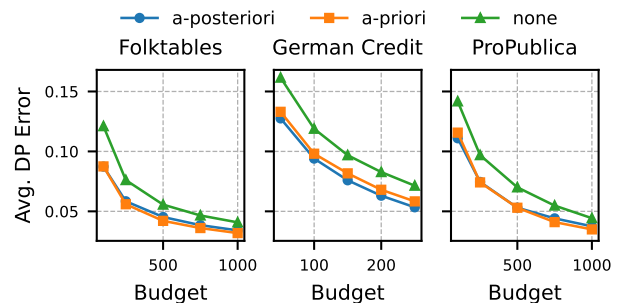 a-posteriori a-priori none
Folktables German Credit ProPublica
Avg. DP Error
0.15
0.10
0.05
500 1000 100 200 500 1000
Budget Budget Budget